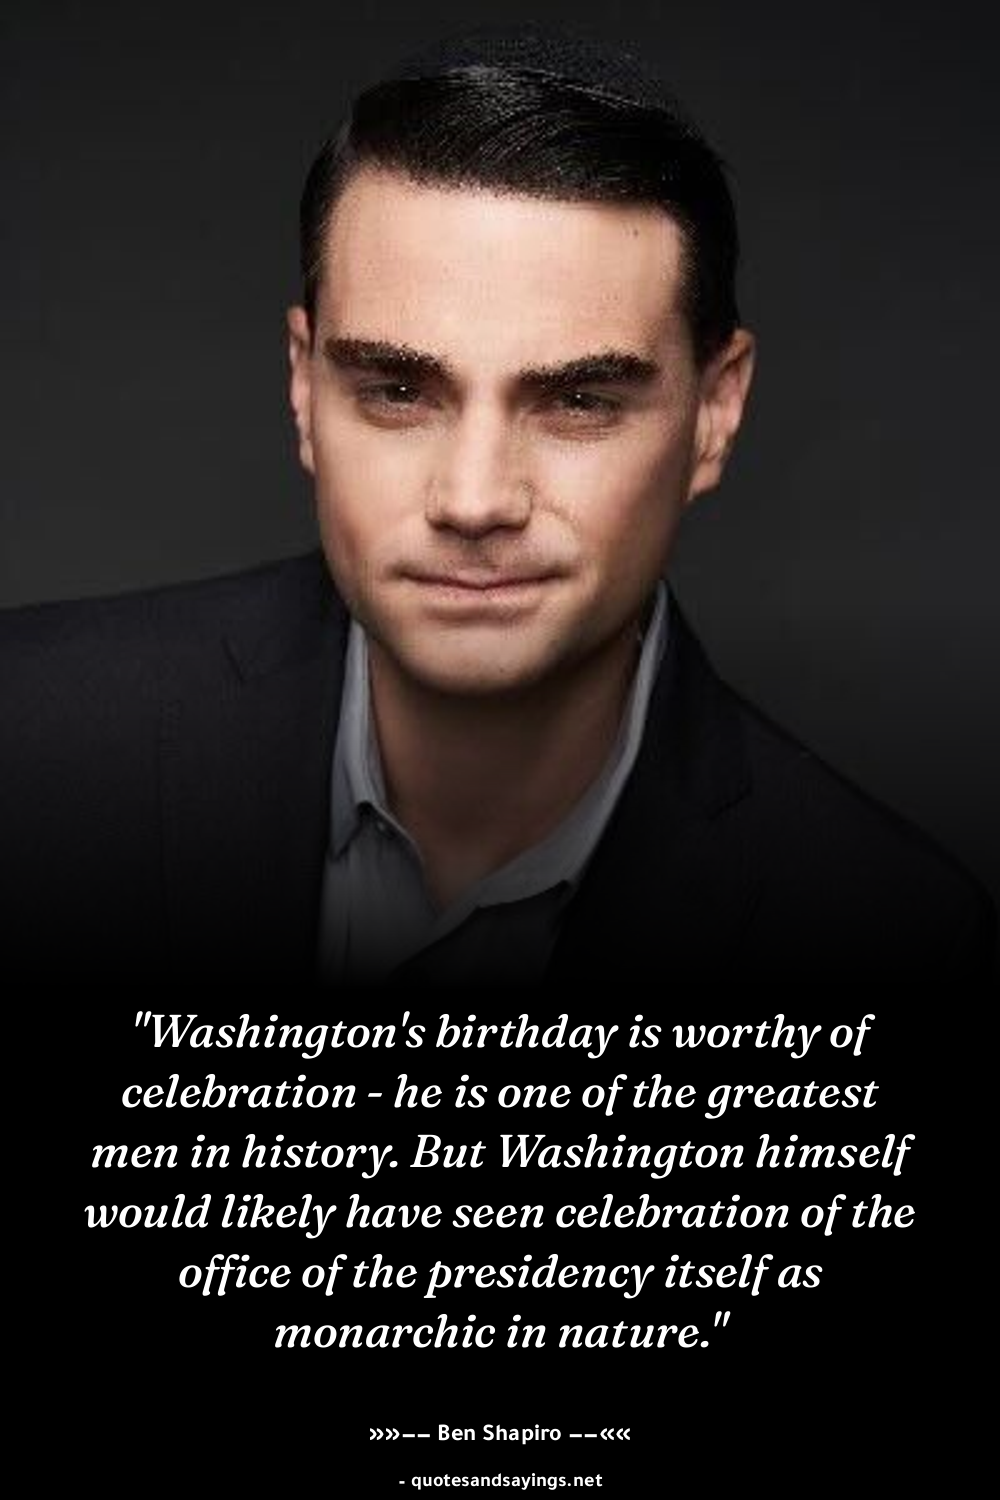 "Washington's birthday is worthy of
celebration - he is one of the greatest
men in history. But Washington himself
would likely have seen celebration of the
office of the presidency itself as
monarchic in nature."
»»—— Ben Shapiro ——««
- quotesandsayings.net